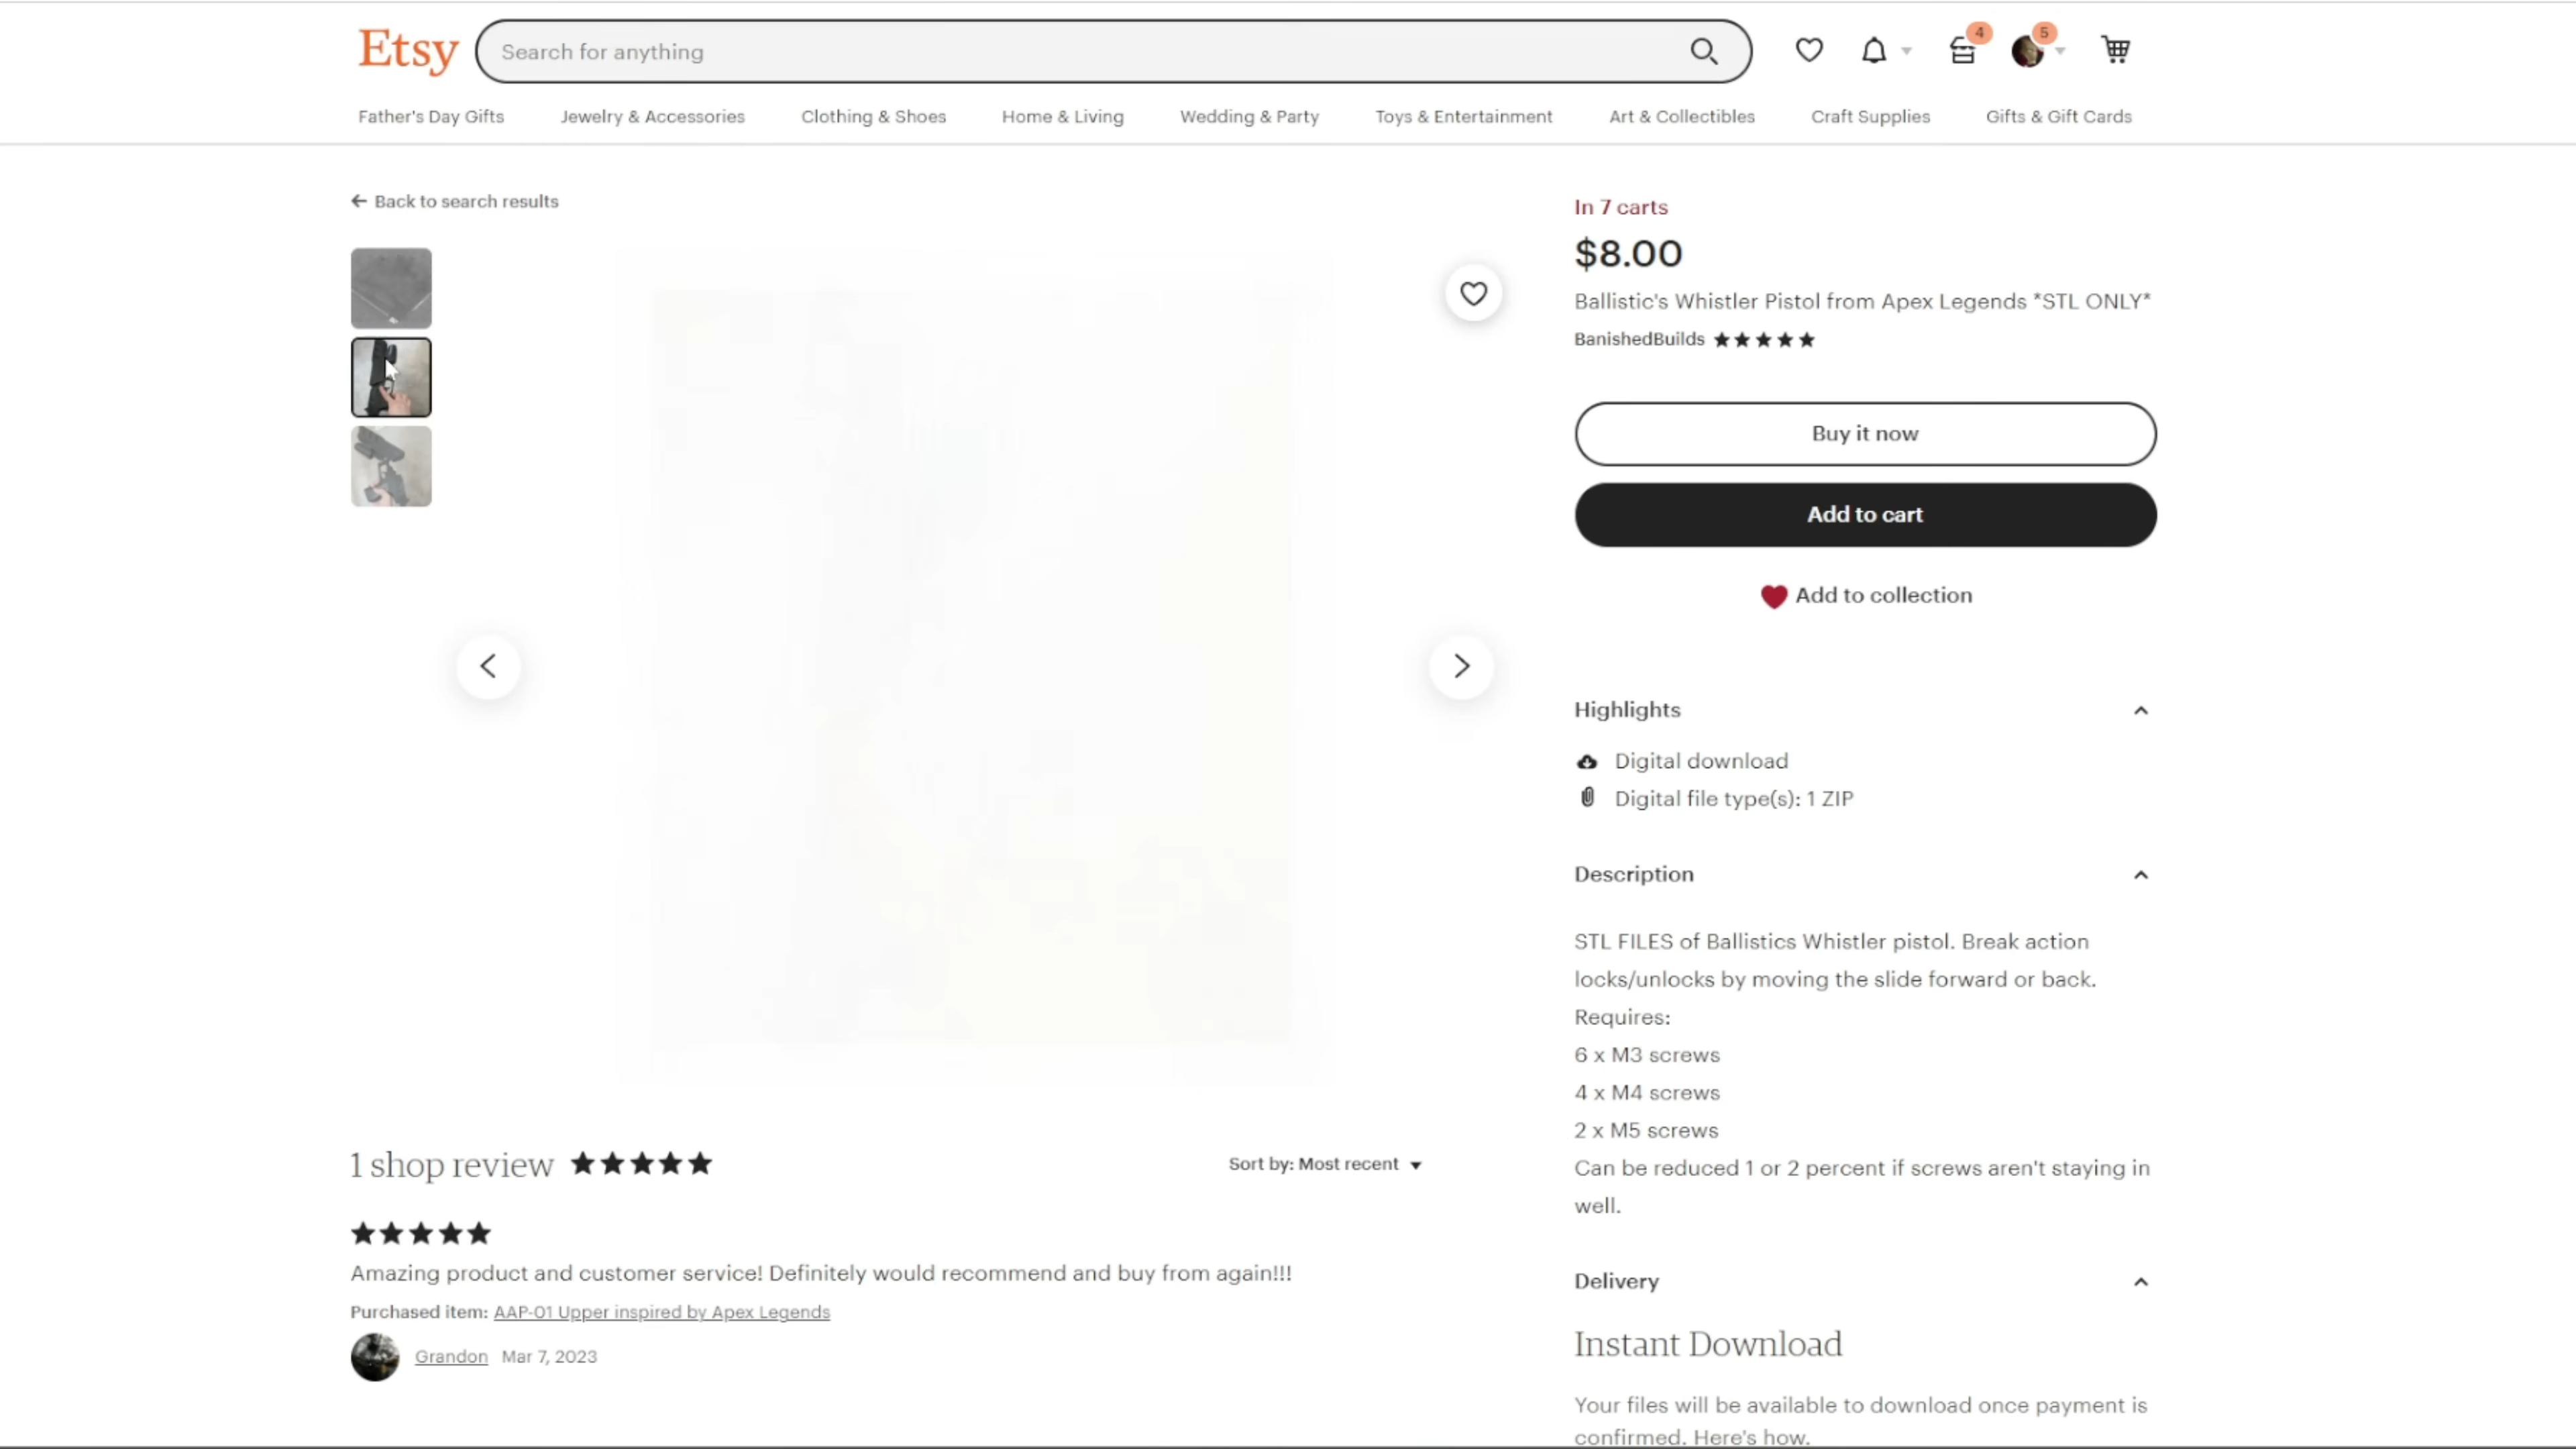 Etsy
Search for anything
4
5
Father's Day Gifts
Jewelry & Accessories
Clothing & Shoes
Home & Living
Wedding & Party
Toys & Entertainment
Art & Collectibles
Craft Supplies
Gifts & Gift Cards
Back to search results
In 7 carts
$8.00
Ballistic's Whistler Pistol from Apex Legends *STL ONLY*
BanishedBuilds
Buy it now
Add to cart
Add to collection
Highlights
Digital download
Digital file type(s): 1 ZIP
Description
STL FILES of Ballistics Whistler pistol. Break action
locks/unlocks by moving the slide forward or back.
Requires:
6 x M3 screws
4 x M4 screws
2 x M5 screws
Can be reduced 1 or 2 percent if screws aren't staying in
well.
Delivery
Instant Download
Your files will be available to download once payment is
confirmed. Here's how.
1 shop review
Sort by: Most recent
Amazing product and customer service! Definitely would recommend and buy from again!!!
Purchased item: AAP-01 Upper inspired by Apex Legends
Grandon Mar 7, 2023